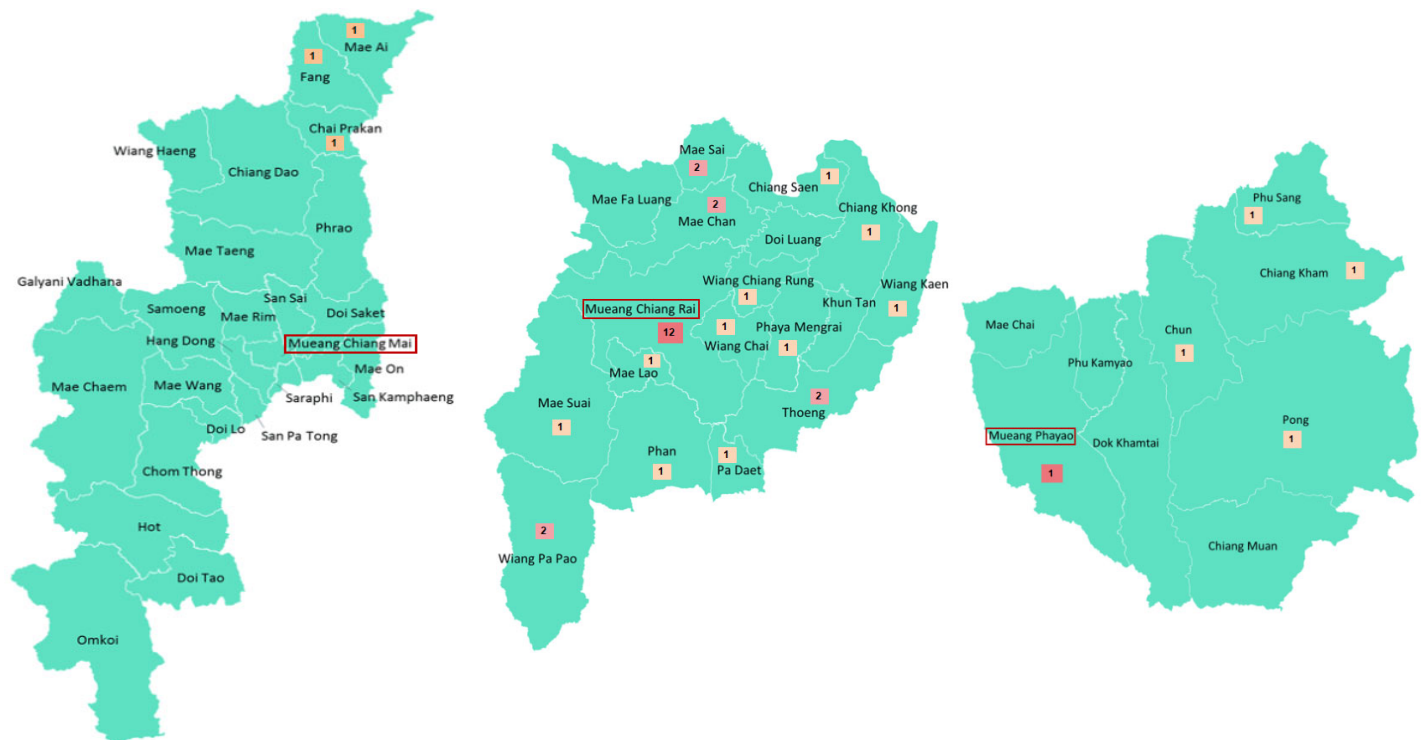 1
Mae Ai
1
Fang
Chai Prakan
1
Wiang Haeng
Chiang Dao
Phrao
Mae Taeng
Galyani Vadhana
San Sai
Samoeng
Mae Rim
Doi Saket
Hang Dong
Mueang Chiang Mai
Mae On
Mae Chaem
Mae Wang
Saraphi
San Kamphaeng
Doi Lo
San Pa Tong
Chom Thong
Hot
Doi Tao
Omkoi
Mae Sai
2
Chiang Saen
1
Mae Fa Luang
2
Mae Chan
Chiang Khong
1
Doi Luang
Wiang Chiang Rung
1
Wiang Kaen
1
Khun Tan
Mueang Chiang Rai
12
1
Wiang Chai
Phaya Mengrai
1
1
Mae Lao
Mae Suai
1
2
Thoeng
Phan
1
1
Pa Daet
2
Wiang Pa Pao
Phu Sang
1
Chiang Kham
1
Mae Chai
Phu Kamyao
Chun
1
Pong
1
Mueang Phayao
1
Dok Khamtai
Chiang Muan